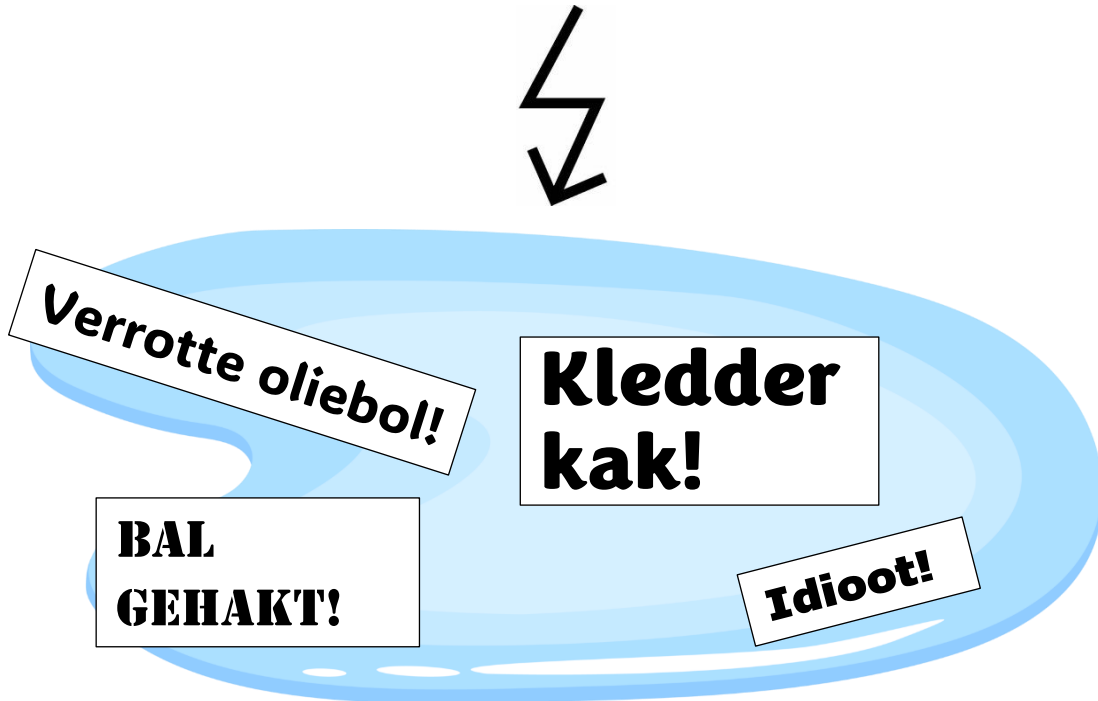 Verrotte oliebol!
Kledder
kak!
BAL
GEHAKT!
Idioot!